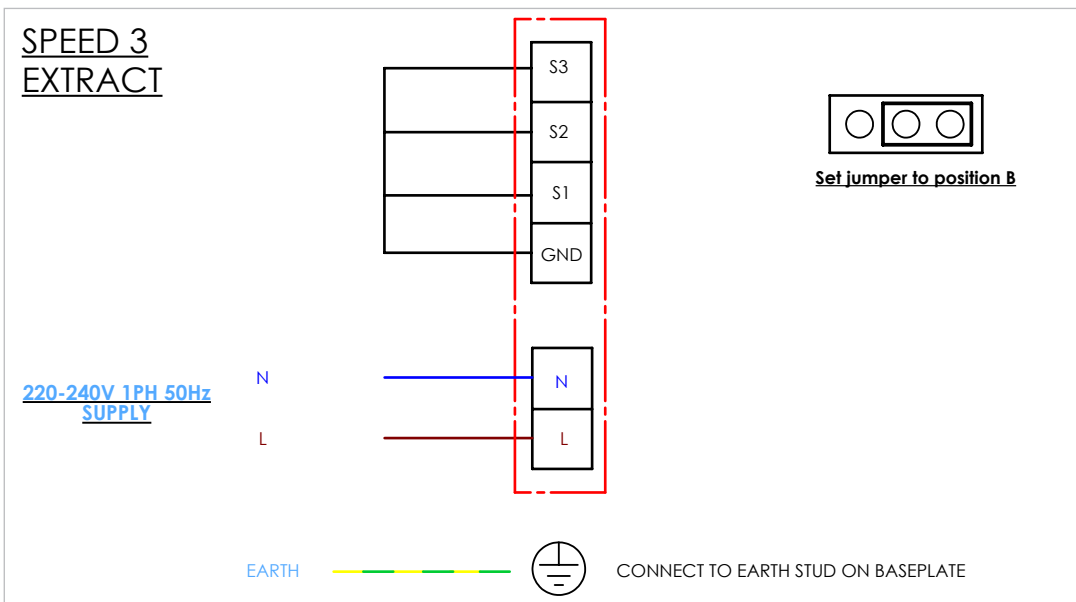 SPEED 3
EXTRACT
S3
S2
S1
GND
Set jumper to position B
220-240V 1PH 50Hz
SUPPLY
N
N
L
L
EARTH
CONNECT TO EARTH STUD ON BASEPLATE